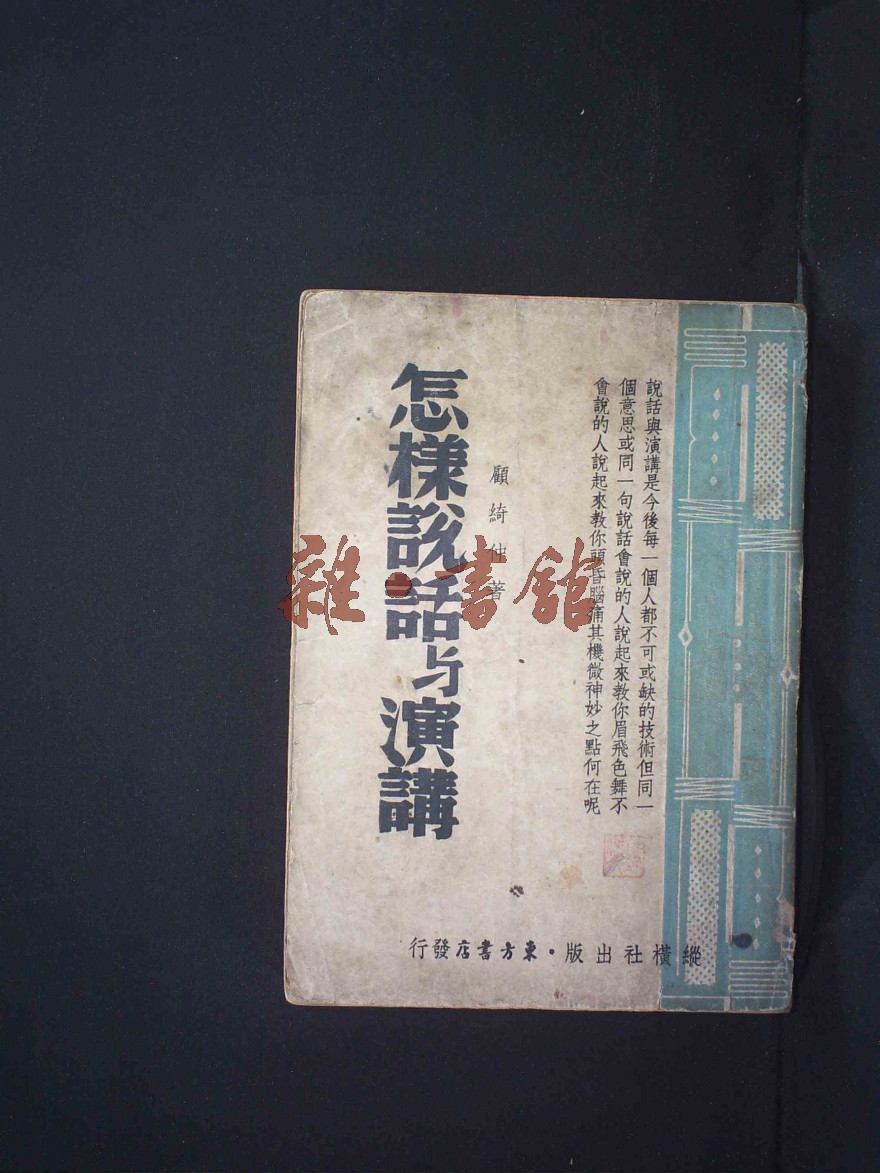 說話與演講是今後每一個人都不可或缺的技術但同一
個意思或同一句說話會說的人說起來教你眉飛色舞不
會說的人說起來教你頭昏腦痛其機微神妙之點何在呢
顧綺仲著
怎樣說話与演講
縱橫社出版·東方書店發行
雜·書館